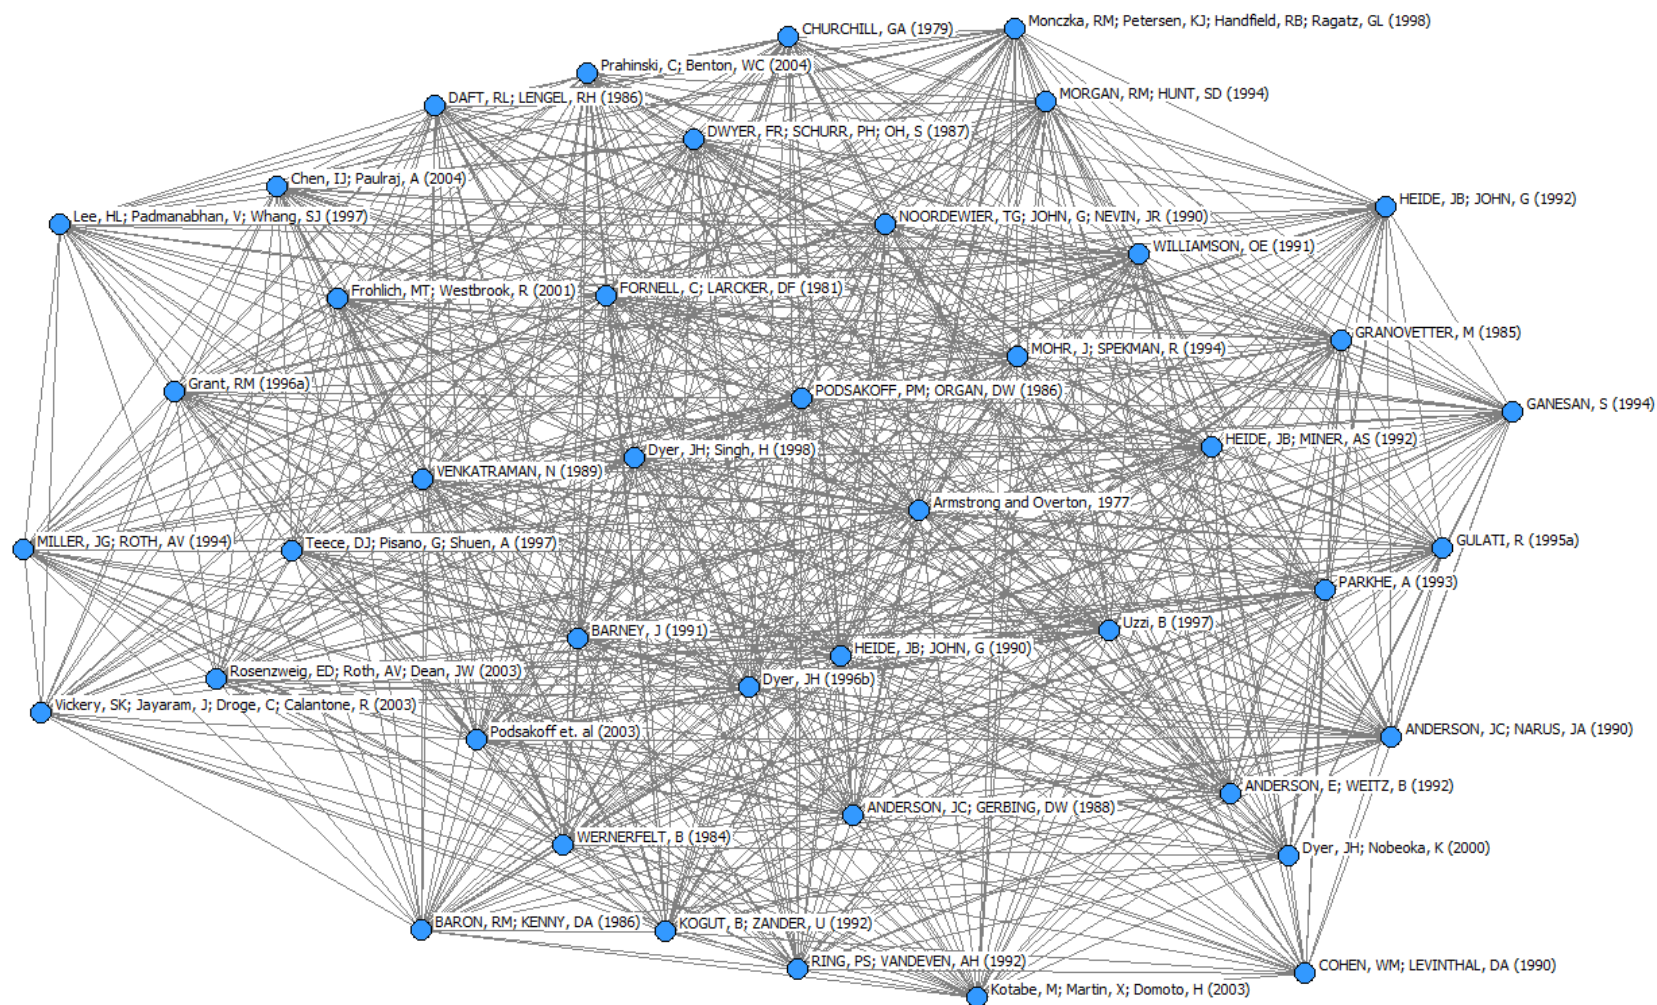 Monczka, RM; Petersen, KJ; Handfield, RB; Ragatz, GL (1998)
CHURCHILL, GA (1979)
Prahinski, C; Benton, WC (2004)
MORGAN, RM; HUNT, SD (1994)
DAFT, RL; LENGEL, RH (1986)
DWYER, FR; SCHURR, PH; OH, S (1987)
Chen, IJ; Paulraj, A (2004)
HEIDE, JB; JOHN, G (1992)
Lee, HL; Padmanabhan, V; Whang, SJ (1997)
NOORDEWIER, TG; JOHN, G; NEVIN, JR (1990)
WILLIAMSON, OE (1991)
Frohlich, MT; Westbrook, R (2001)
FORNELL, C; LARCKER, DF (1981)
GRANOVETTER, M (1985)
MOHR, J; SPEKMAN, R (1994)
Grant, RM (1996a)
PODSAKOFF, PM; ORGAN, DW (1986)
GANESAN, S (1994)
HEIDE, JB; MINER, AS (1992)
Dyer, JH; Singh, H (1998)
VENKATRAMAN, N (1989)
Armstrong and Overton, 1977
MILLER, JG; ROTH, AV (1994)
Teece, DJ; Pisano, G; Shuen, A (1997)
GULATI, R (1995a)
PARKHE, A (1993)
Uzzi, B (1997)
BARNEY, J (1991)
HEIDE, JB; JOHN, G (1990)
Rosenzweig, ED; Roth, AV; Dean, JW (2003)
Dyer, JH (1996b)
Vickery, SK; Jayaram, J; Droge, C; Calantone, R (2003)
Podsakoff et. al (2003)
ANDERSON, JC; NARUS, JA (1990)
ANDERSON, E; WEITZ, B (1992)
ANDERSON, JC; GERBING, DW (1988)
WERNERFELT, B (1984)
Dyer, JH; Nobeoka, K (2000)
BARON, RM; KENNY, DA (1986)
KOGUT, B; ZANDER, U (1992)
RING, PS; VANDEVEN, AH (1992)
COHEN, WM; LEVINTHAL, DA (1990)
Kotabe, M; Martin, X; Domoto, H (2003)